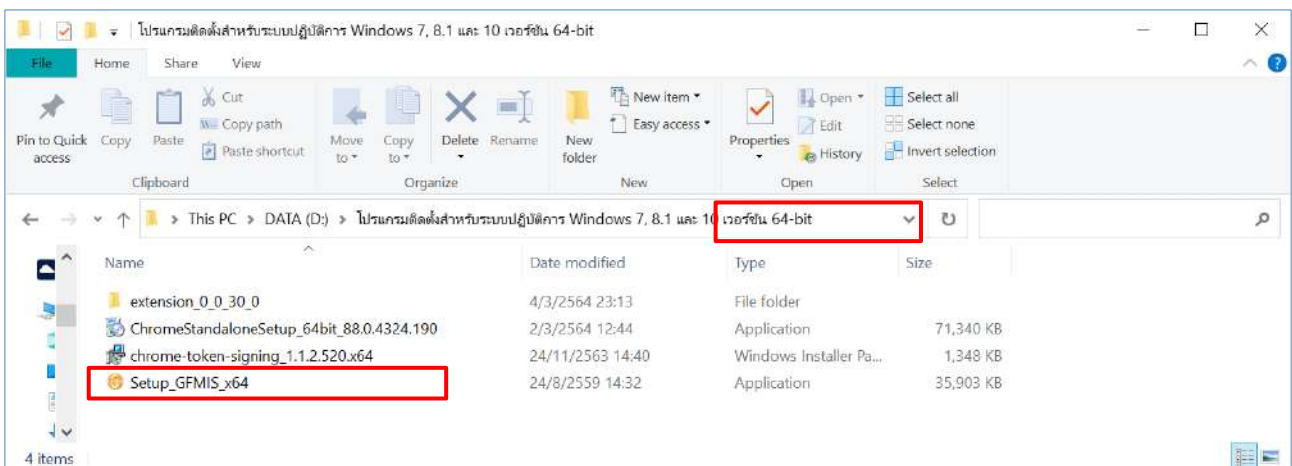 โปรแกรมติดตั้งสำหรับระบบปฏิบัติการ Windows 7, 8.1 และ 10 เวอร์ชัน 64-bit
File Home Share View
Pin to Quick access
Copy
Paste
Cut
Copy path
Paste shortcut
Move to
Copy to
Delete
Rename
New folder
New item
Easy access
Properties
Open
Edit
History
Select all
Select none
Invert selection
Clipboard Organize New Open Select
This PC > DATA (D:) > โปรแกรมติดตั้งสำหรับระบบปฏิบัติการ Windows 7, 8.1 และ 10 เวอร์ชัน 64-bit
Name Date modified Type Size
extension_0_0_30_0 4/3/2564 23:13 File folder
ChromeStandaloneSetup_64bit_88.0.4324.190 2/3/2564 12:44 Application 71,340 KB
chrome-token-signing_1.1.2.520.x64 24/11/2563 14:40 Windows Installer Pa... 1,348 KB
Setup_GFMIS_x64 24/8/2559 14:32 Application 35,903 KB
4 items